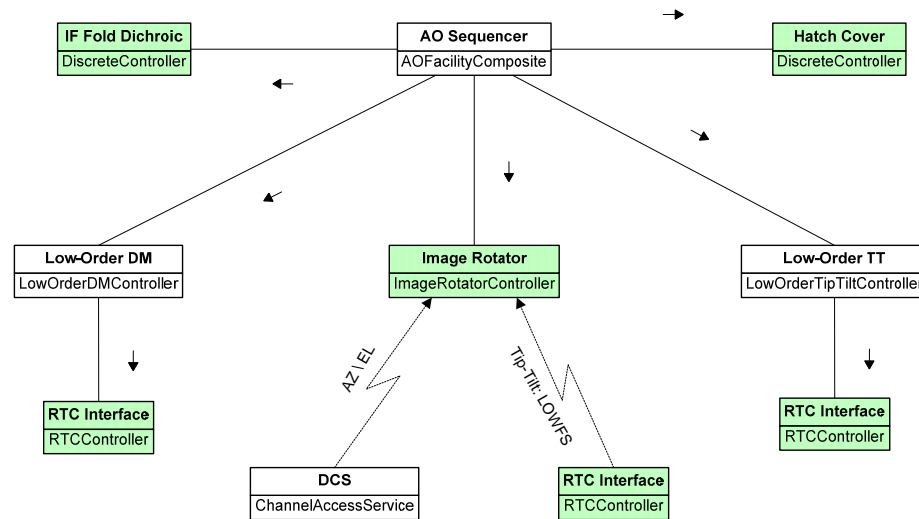 IF Fold Dichroic
DiscreteController
AO Sequencer
AOFacilityComposite
Hatch Cover
DiscreteController
Low-Order DM
LowOrderDMController
Image Rotator
ImageRotatorController
Low-Order TT
LowOrderTipTiltController
AZ \ EL
Tip-Tilt: LOWFS
RTC Interface
RTCController
RTC Interface
RTCController
DCS
ChannelAccessService
RTC Interface
RTCController